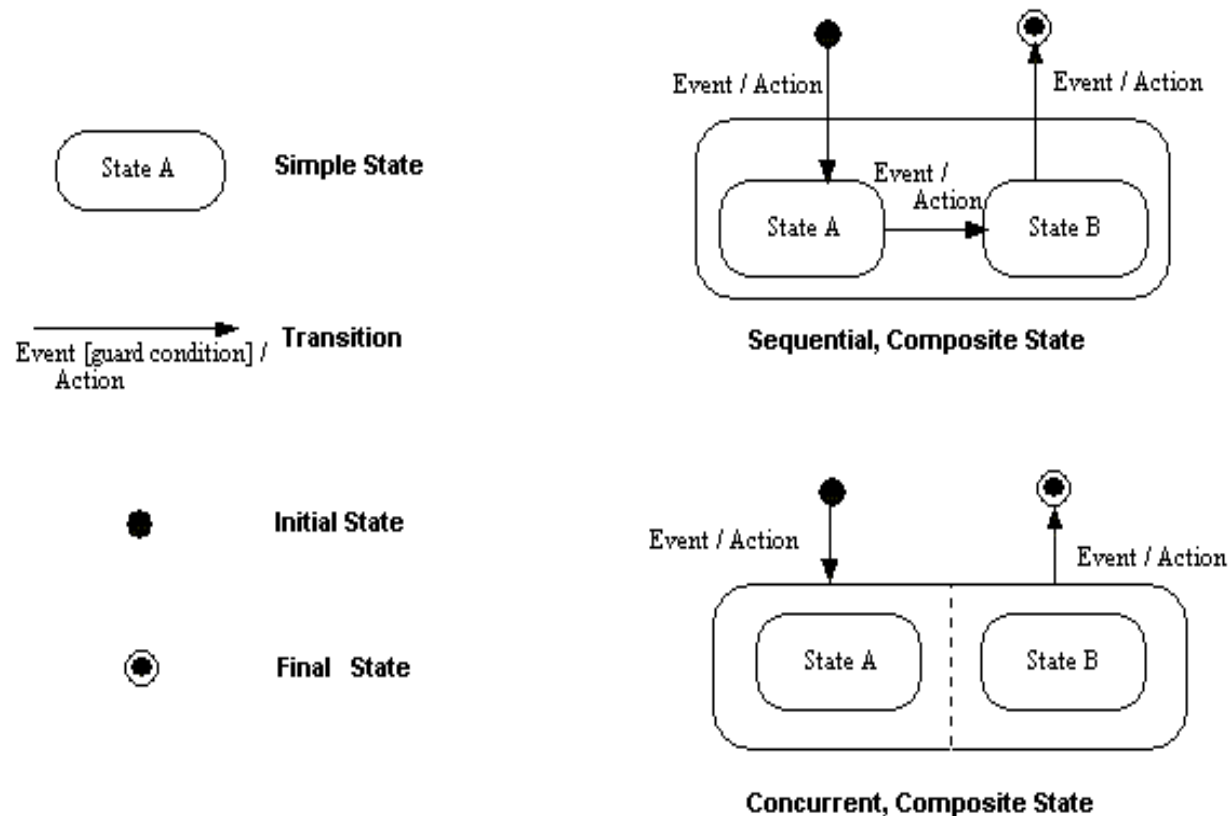 State A
Simple State
Event [guard condition] /
Action
Transition
Initial State
Final State
Event / Action
Event / Action
Event /
Action
State A
State B
Sequential, Composite State
Event / Action
Event / Action
State A
State B
Concurrent, Composite State